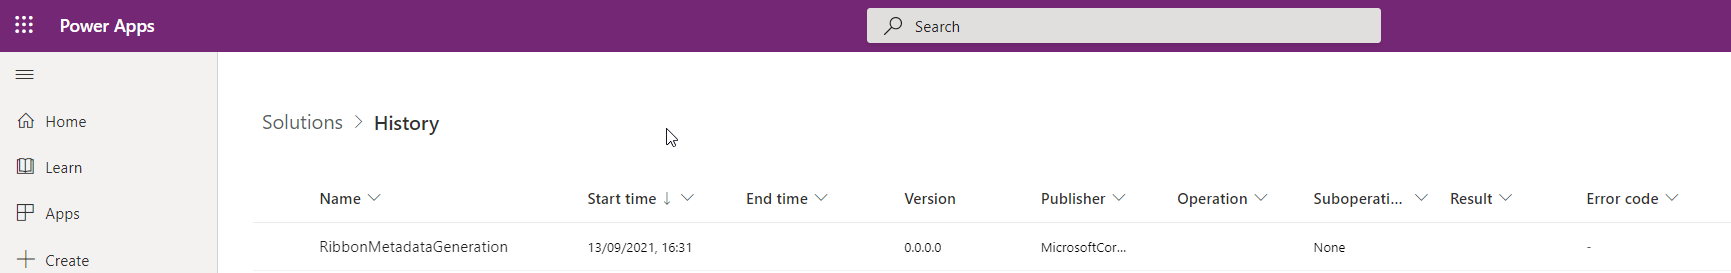 Power Apps
Search
Home
Learn
Apps
Create
Solutions > History
Name Start time ↓ End time Version Publisher Operation Suboperati... Result Error code
RibbonMetadataGeneration 13/09/2021, 16:31 0.0.0.0 MicrosoftCor... None -